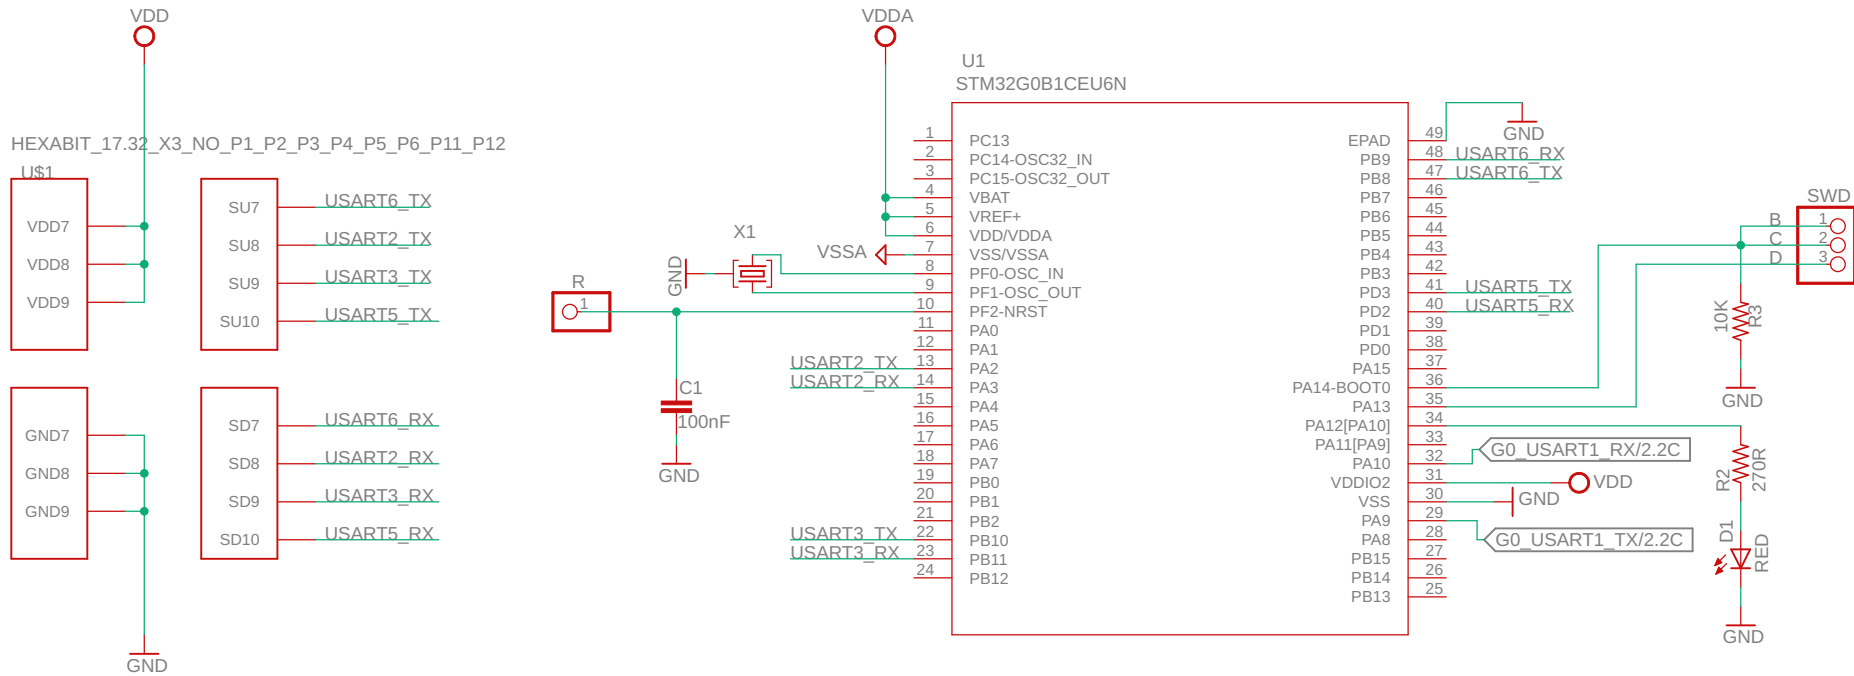 VDD
HEXABIT_17.32_X3_NO_P1_P2_P3_P4_P5_P6_P11_P12
U$1
VDD7
VDD8
VDD9
SU7 USART6_TX
SU8 USART2_TX
SU9 USART3_TX
SU10 USART5_TX
GND7
GND8
GND9
SD7 USART6_RX
SD8 USART2_RX
SD9 USART3_RX
SD10 USART5_RX
GND
R
1
C1
100nF
GND
X1
GND
VDDA
VSSA
U1
STM32G0B1CEU6N
1 PC13
2 PC14-OSC32_IN
3 PC15-OSC32_OUT
4 VBAT
5 VREF+
6 VDD/VDDA
7 VSS/VSSA
8 PF0-OSC_IN
9 PF1-OSC_OUT
10 PF2-NRST
11 PA0
12 PA1
USART2_TX 13 PA2
USART2_RX 14 PA3
15 PA4
16 PA5
17 PA6
18 PA7
19 PB0
20 PB1
21 PB2
USART3_TX 22 PB10
USART3_RX 23 PB11
24 PB12
EPAD 49
GND
PB9 48 USART6_RX
PB8 47 USART6_TX
PB7 46
PB6 45
PB5 44
PB4 43
PB3 42
PD3 41 USART5_TX
PD2 40 USART5_RX
PD1 39
PD0 38
PA15 37
PA14-BOOT0 36
PA13 35
PA12[PA10] 34
PA11[PA9] 33
PA10 32 G0_USART1_RX/2.2C
VDDIO2 31 VDD
VSS 30 GND
PA9 29 G0_USART1_TX/2.2C
PA8 28
PB15 27
PB14 26
PB13 25
SWD
B 1
C 2
D 3
10K
R3
GND
R2
270R
D1
RED
GND